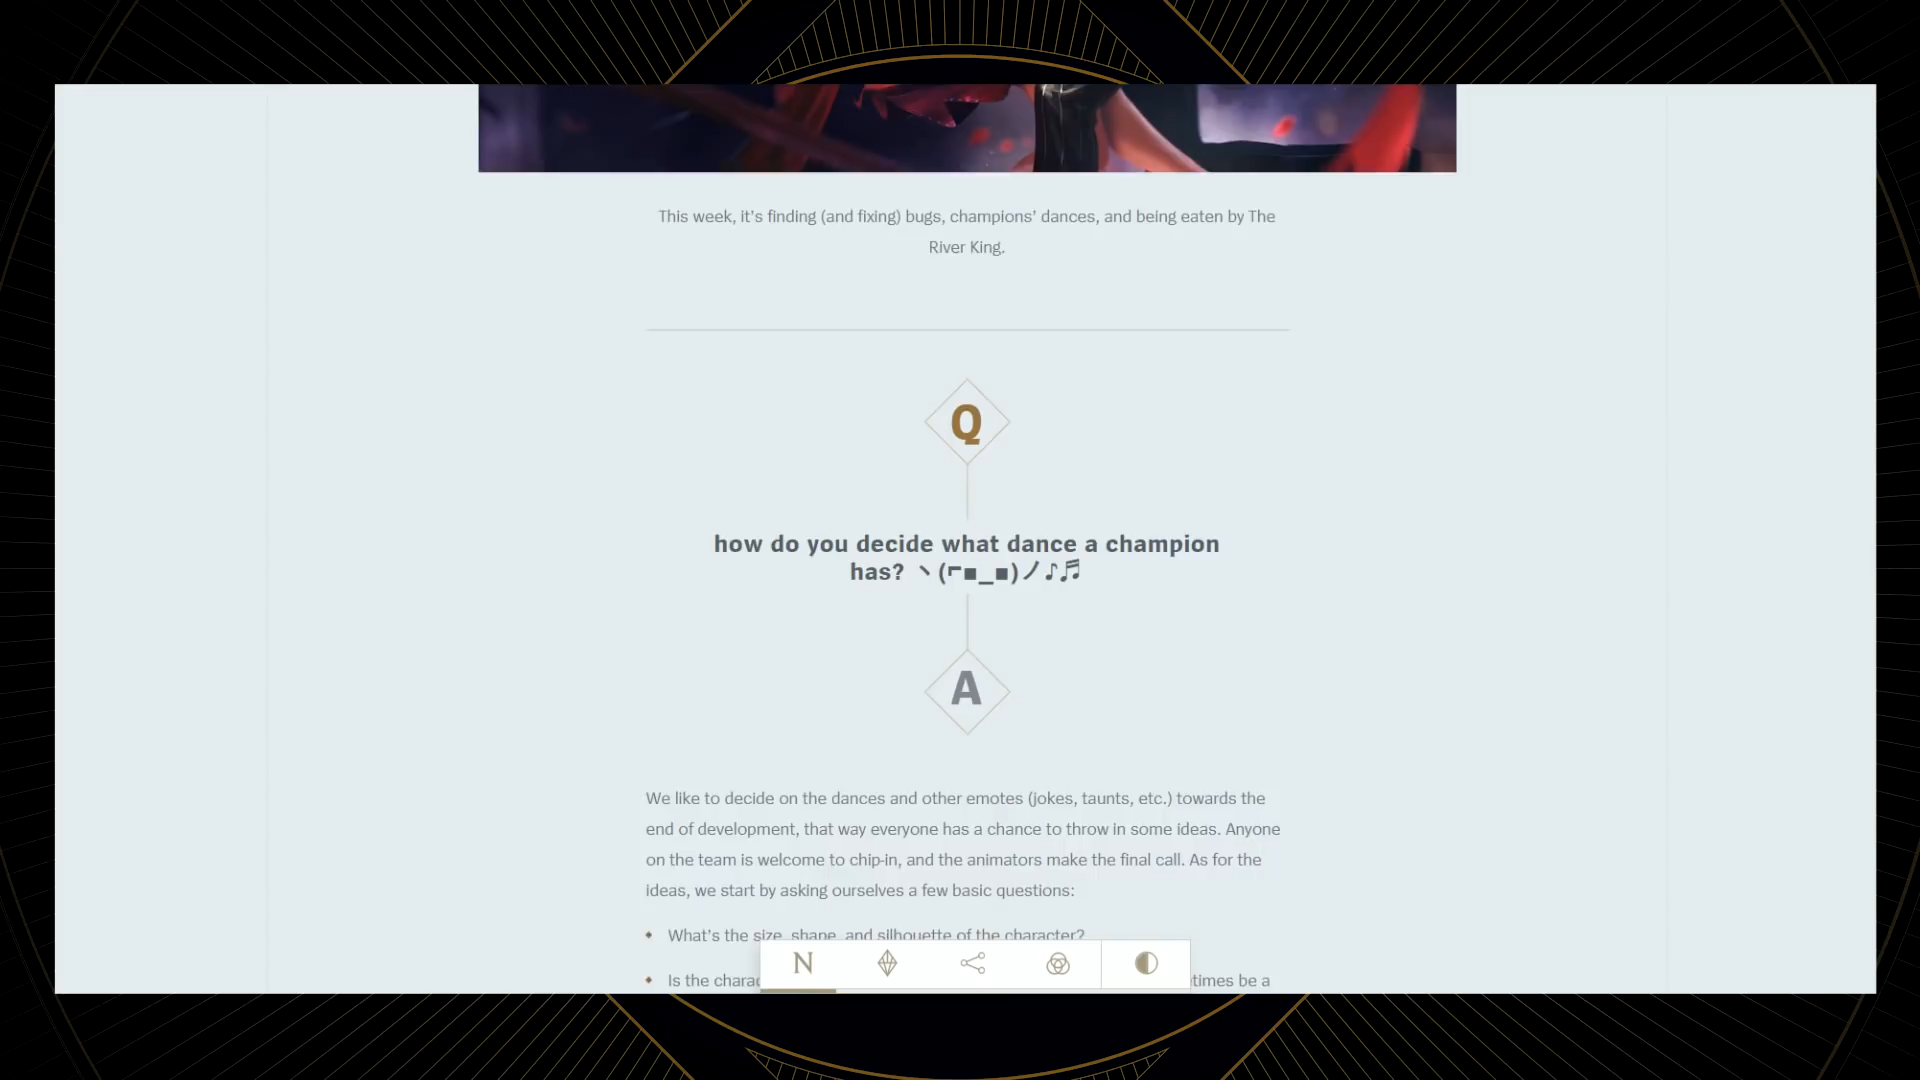 This week, it's finding (and fixing) bugs, champions' dances, and being eaten by The
River King.
Q
how do you decide what dance a champion
has? ヽ(⌐■_■)ノ♪♬
A
We like to decide on the dances and other emotes (jokes, taunts, etc.) towards the
end of development, that way everyone has a chance to throw in some ideas. Anyone
on the team is welcome to chip-in, and the animators make the final call. As for the
ideas, we start by asking ourselves a few basic questions:
What's the size, shape, and silhouette of the character?
Is the
times be a
N